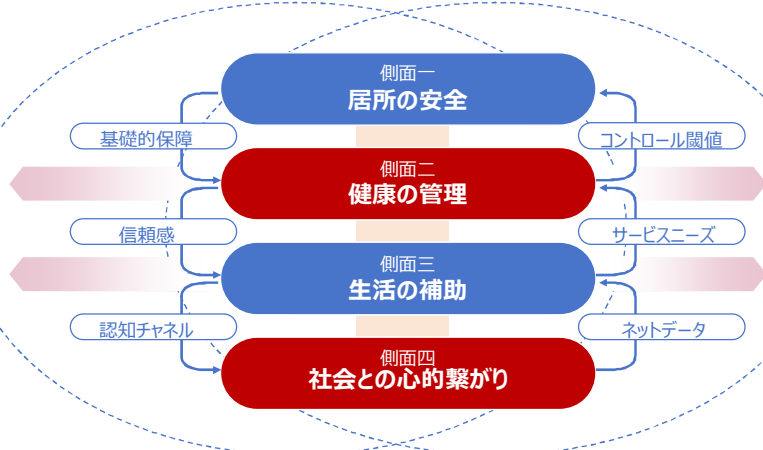 側面一
居所の安全
基礎的保障
コントロール閾値
側面二
健康の管理
信頼感
サービスニーズ
側面三
生活の補助
認知チャネル
ネットデータ
側面四
社会との心的繋がり